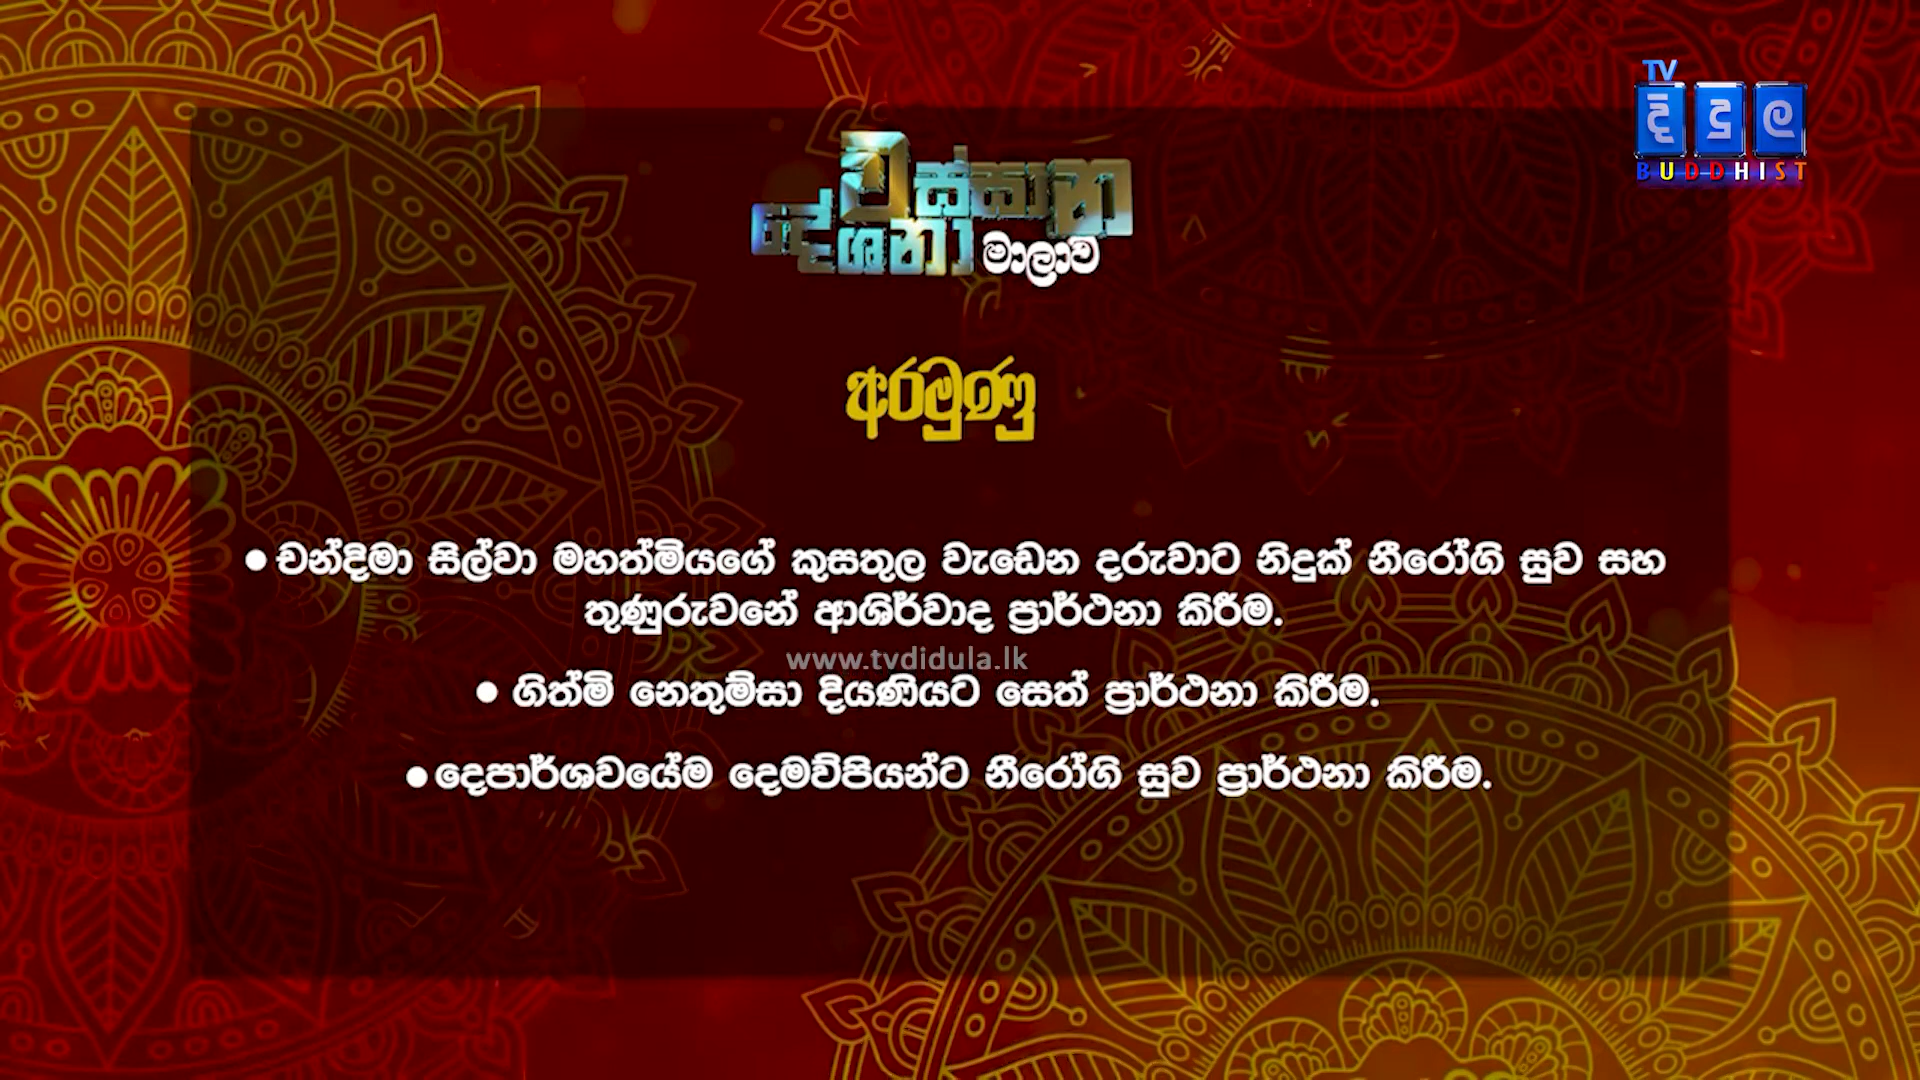 TV
දිදුල
BUDDHIST
වස්සාන
දේශනා මාලාව
අරමුණු
● චන්දිමා සිල්වා මහත්මියගේ කුසතුල වැඩෙන දරුවාට නිදුක් නීරෝගි සුව සහ
තුණුරුවනේ ආශිර්වාද ප්‍රාර්ථනා කිරීම.
www.tvdidula.lk
● ගිත්මි නෙතුම්සා දියණියට සෙත් ප්‍රාර්ථනා කිරීම.
● දෙපාර්ශවයේම දෙමව්පියන්ට නීරෝගි සුව ප්‍රාර්ථනා කිරීම.